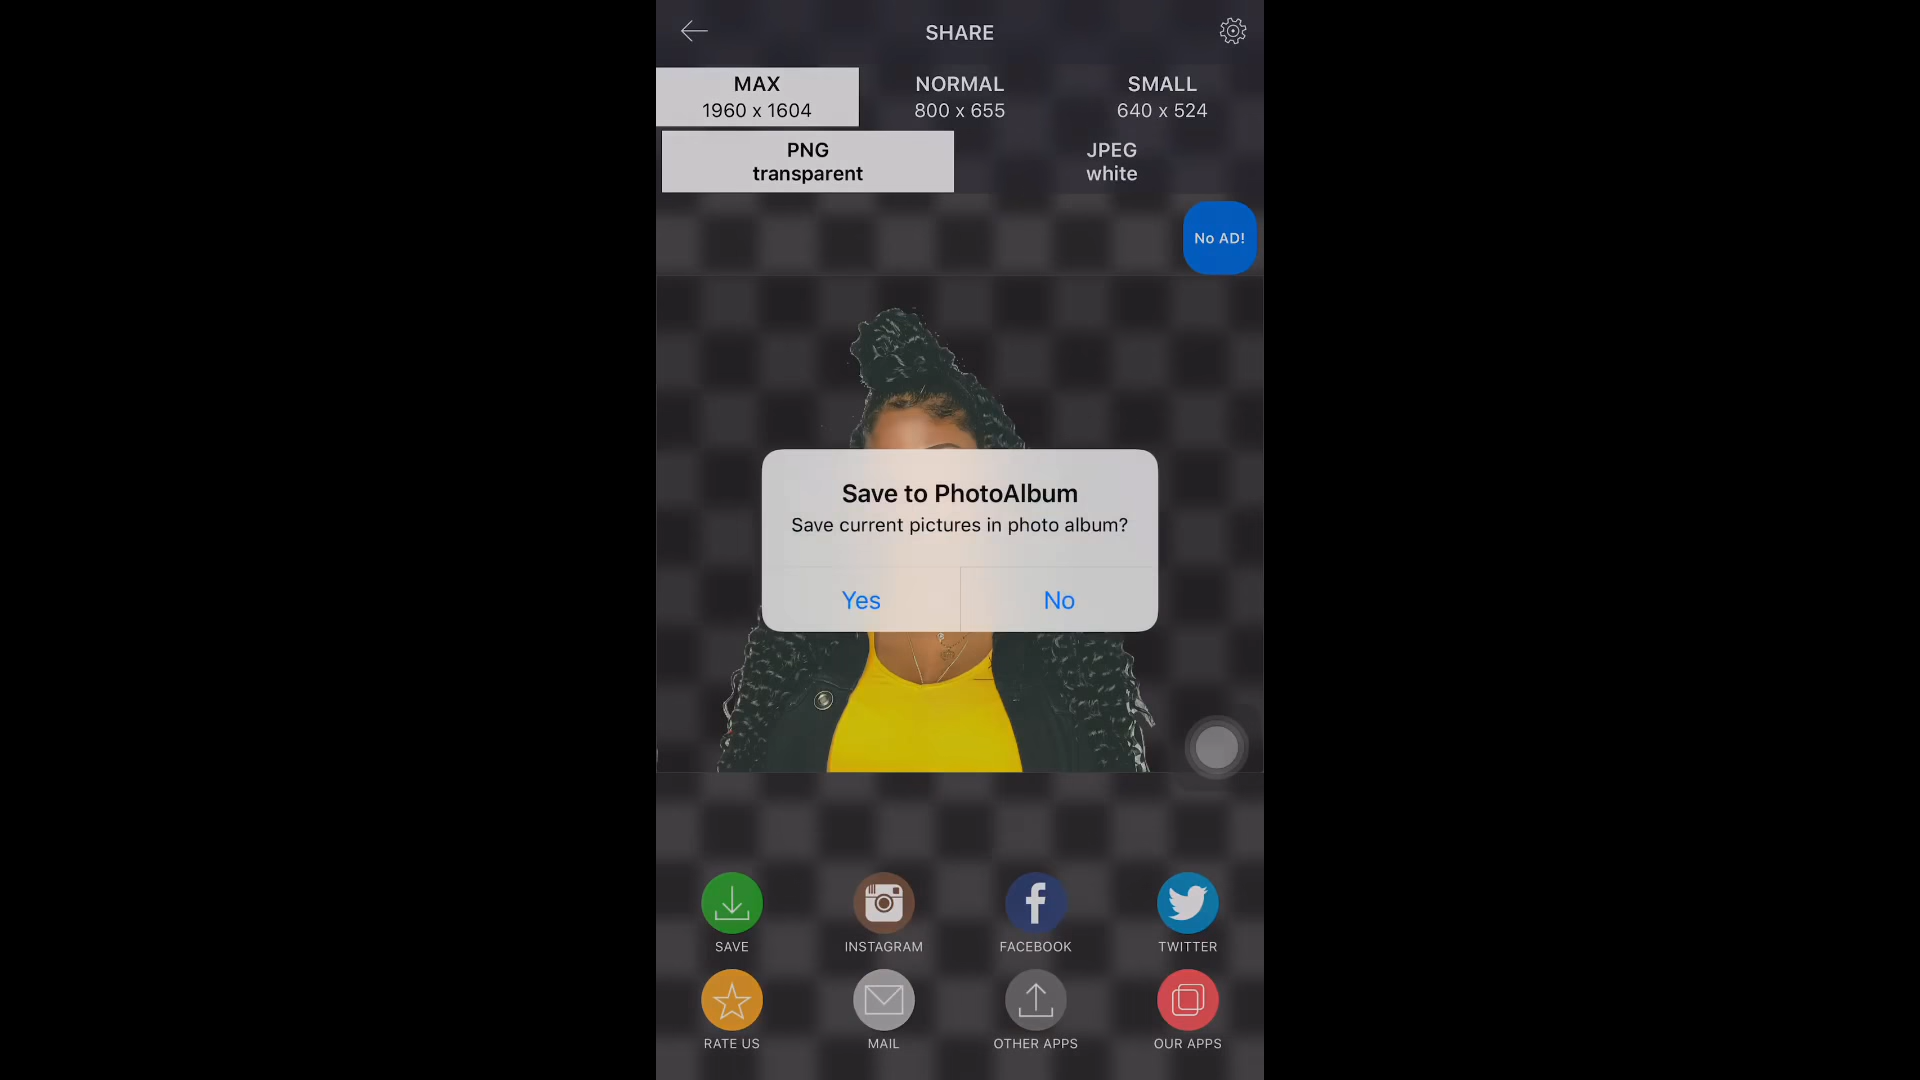 SHARE
MAX
1960 x 1604
NORMAL
800 x 655
SMALL
640 x 524
PNG
transparent
JPEG
white
No AD!
Save to PhotoAlbum
Save current pictures in photo album?
Yes
No
SAVE
INSTAGRAM
FACEBOOK
TWITTER
RATE US
MAIL
OTHER APPS
OUR APPS